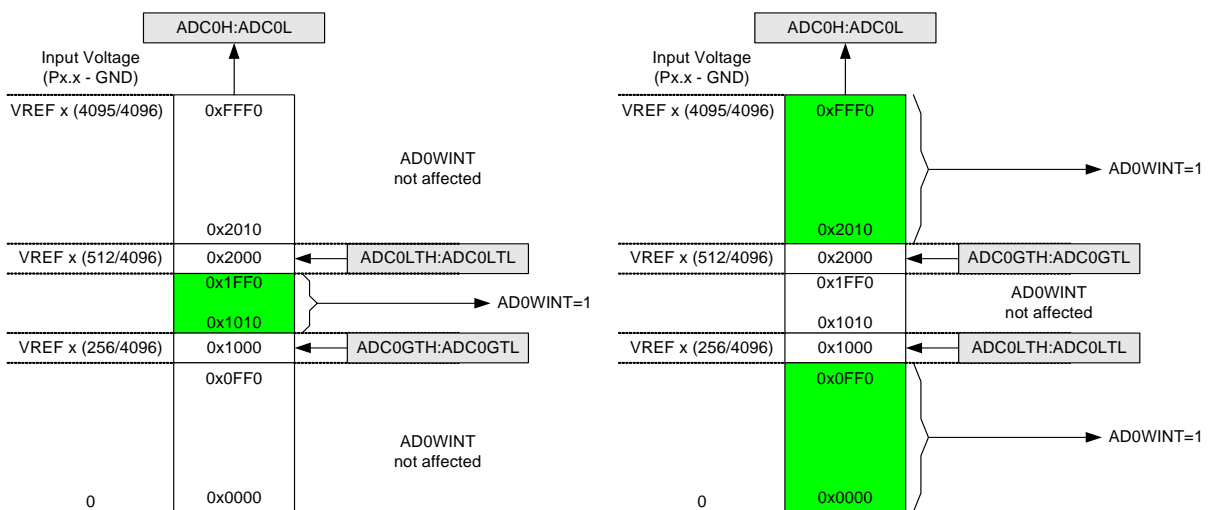 ADC0H:ADC0L
Input Voltage
(Px.x - GND)
VREF x (4095/4096)
0xFFF0
AD0WINT
not affected
0x2010
VREF x (512/4096)
0x2000
ADC0LTH:ADC0LTL
0x1FF0
AD0WINT=1
0x1010
VREF x (256/4096)
0x1000
ADC0GTH:ADC0GTL
0x0FF0
AD0WINT
not affected
0
0x0000
ADC0H:ADC0L
Input Voltage
(Px.x - GND)
VREF x (4095/4096)
0xFFF0
AD0WINT=1
0x2010
VREF x (512/4096)
0x2000
ADC0GTH:ADC0GTL
0x1FF0
AD0WINT
not affected
0x1010
VREF x (256/4096)
0x1000
ADC0LTH:ADC0LTL
0x0FF0
AD0WINT=1
0
0x0000